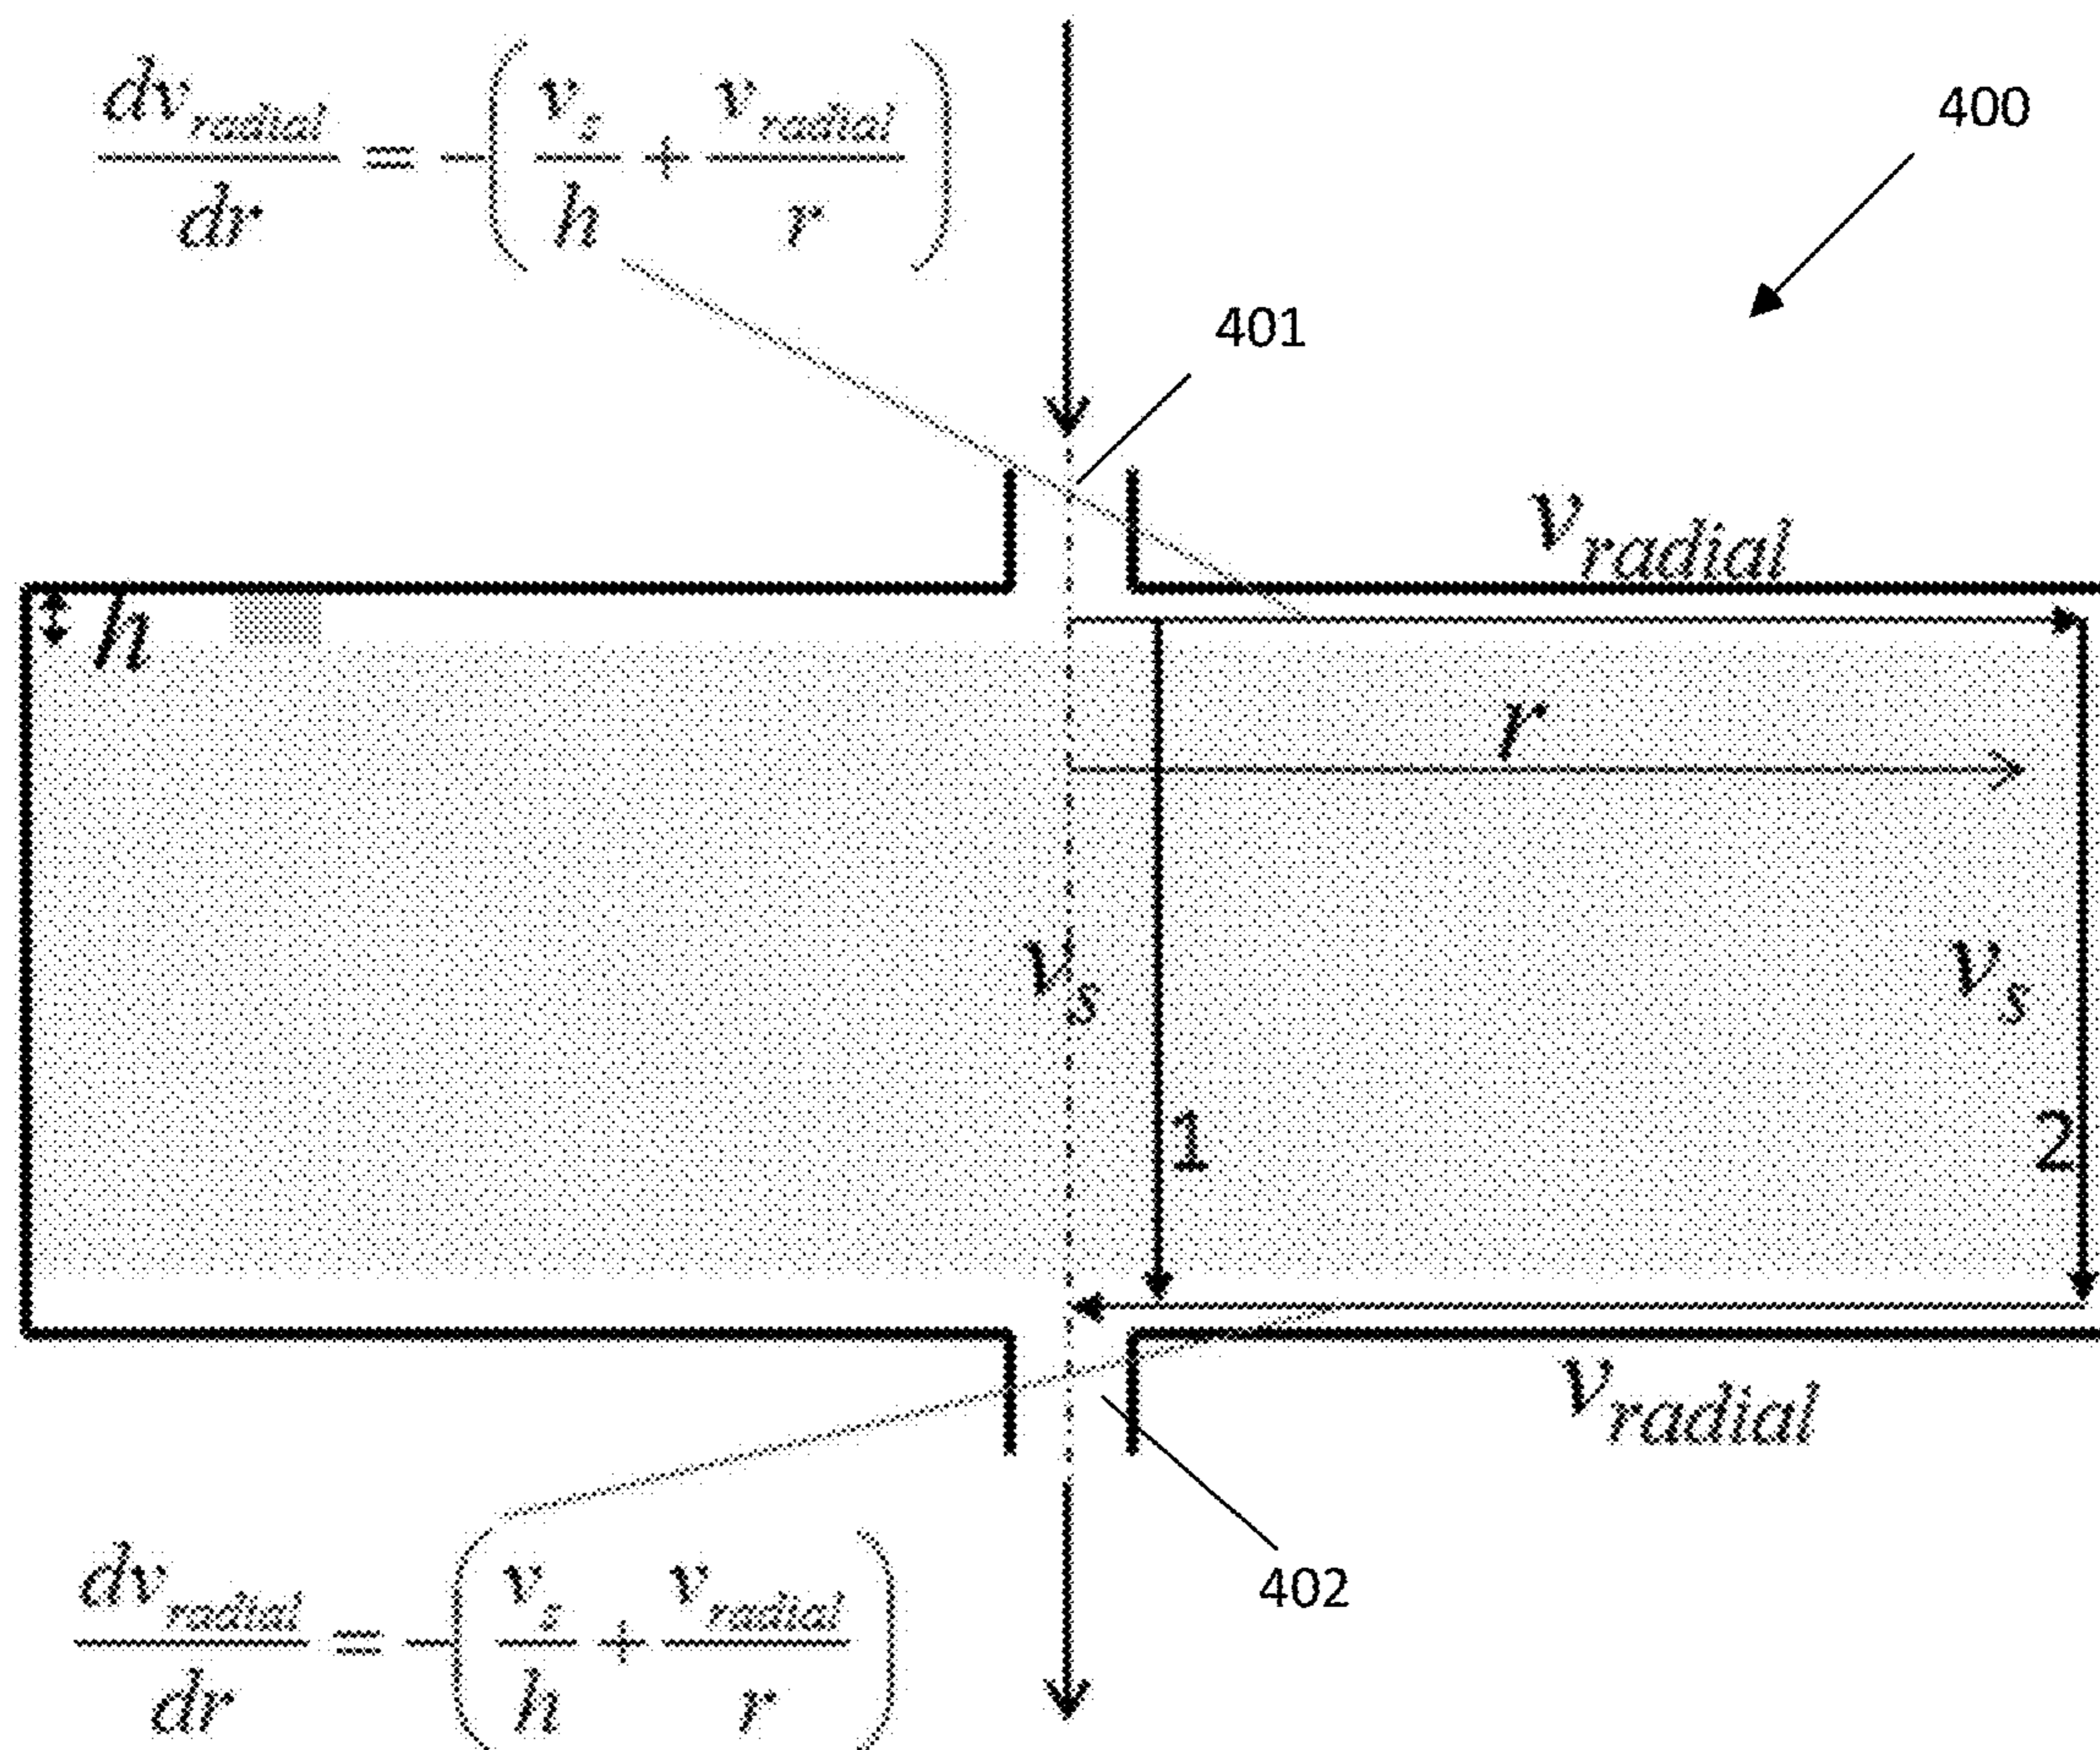 dv_radial/dr = -(v_s/h + v_radial/r)
400
401
v_radial
h
r
v_s
v_s
1
2
v_radial
402
dv_radial/dr = -(v_s/h + v_radial/r)